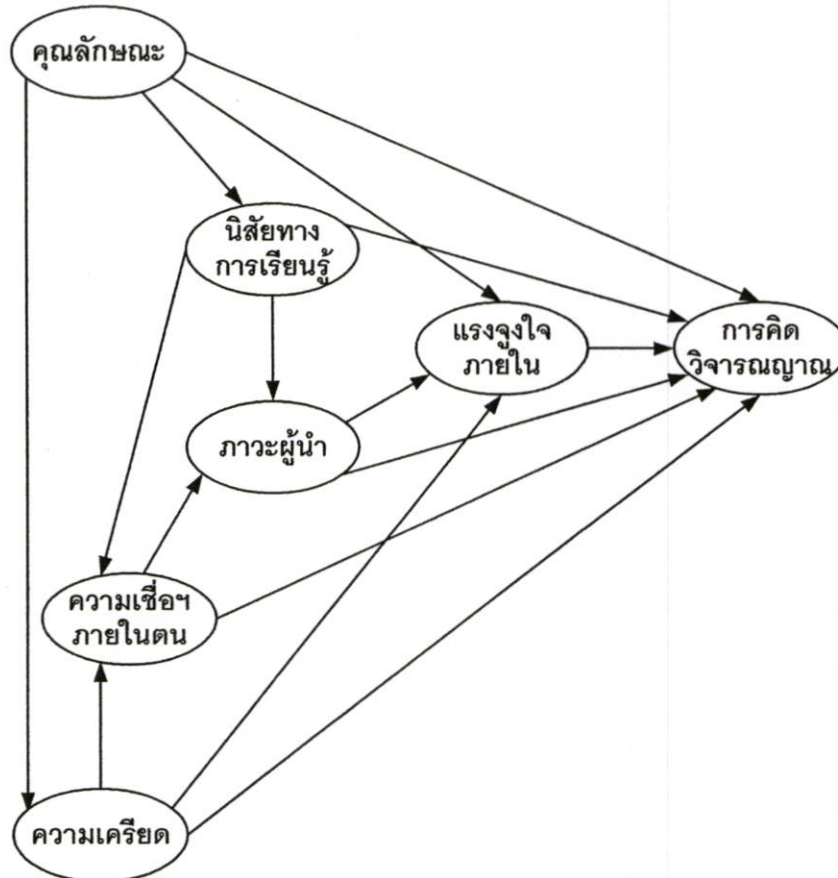 คุณลักษณะ
นิสัยทาง
การเรียนรู้
แรงจูงใจ
ภายใน
การคิด
วิจารณญาณ
ภาวะผู้นำ
ความเชื่อฯ
ภายในตน
ความเครียด